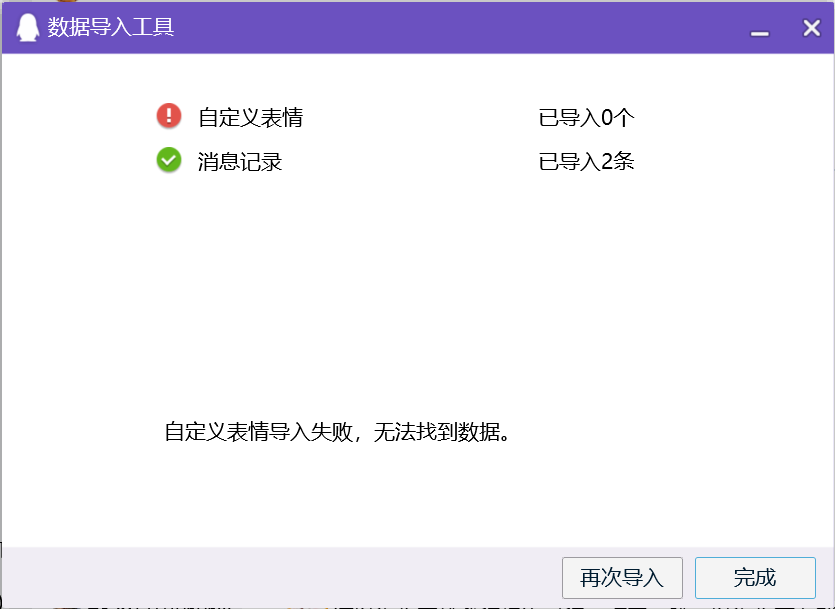 数据导入工具
自定义表情 已导入0个
消息记录 已导入2条
自定义表情导入失败，无法找到数据。
再次导入 完成